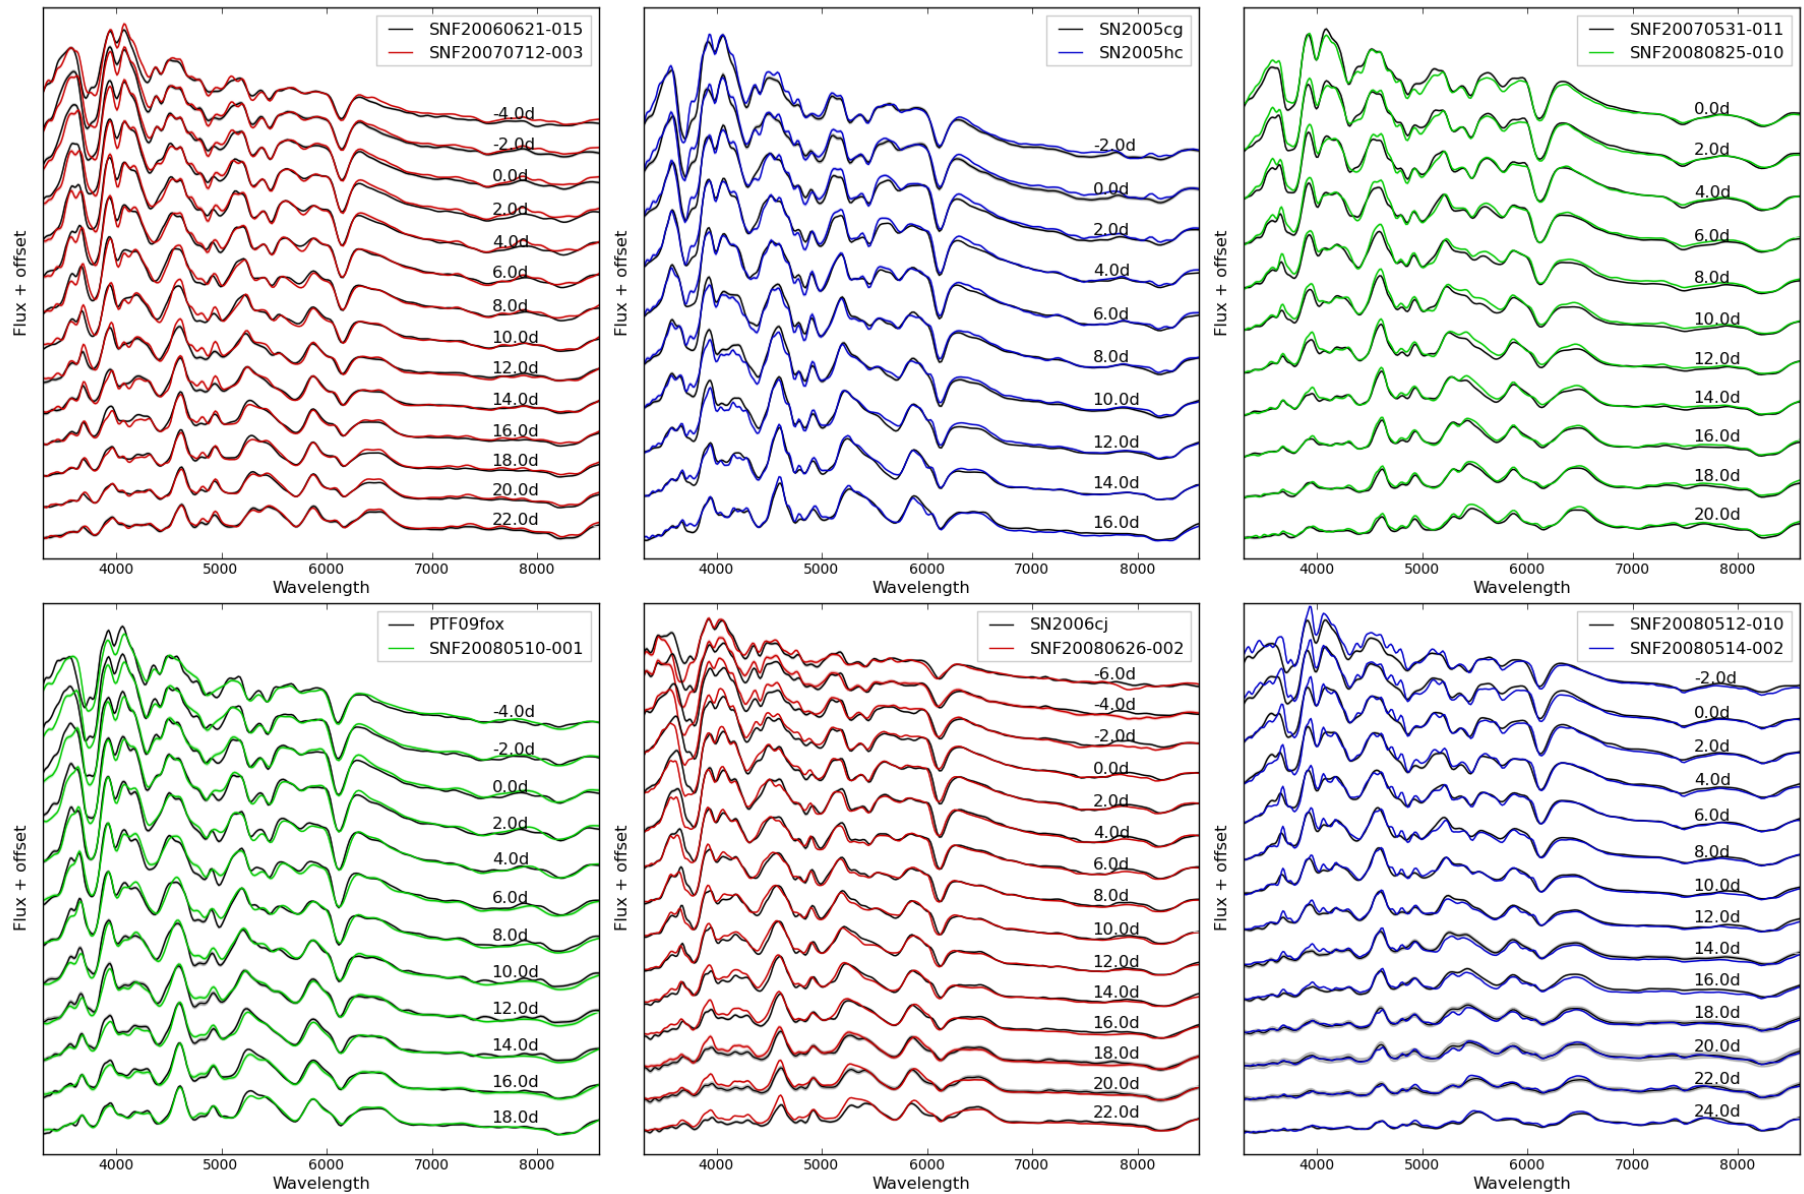 SNF20060621-015
SNF20070712-003
-4.0d
-2.0d
0.0d
2.0d
4.0d
6.0d
8.0d
10.0d
12.0d
14.0d
16.0d
18.0d
20.0d
22.0d
Flux + offset
4000 5000 6000 7000 8000
Wavelength
SN2005cg
SN2005hc
-2.0d
0.0d
2.0d
4.0d
6.0d
8.0d
10.0d
12.0d
14.0d
16.0d
Flux + offset
4000 5000 6000 7000 8000
Wavelength
SNF20070531-011
SNF20080825-010
0.0d
2.0d
4.0d
6.0d
8.0d
10.0d
12.0d
14.0d
16.0d
18.0d
20.0d
Flux + offset
4000 5000 6000 7000 8000
Wavelength
PTF09fox
SNF20080510-001
-4.0d
-2.0d
0.0d
2.0d
4.0d
6.0d
8.0d
10.0d
12.0d
14.0d
16.0d
18.0d
Flux + offset
4000 5000 6000 7000 8000
Wavelength
SN2006cj
SNF20080626-002
-6.0d
-4.0d
-2.0d
0.0d
2.0d
4.0d
6.0d
8.0d
10.0d
12.0d
14.0d
16.0d
18.0d
20.0d
22.0d
Flux + offset
4000 5000 6000 7000 8000
Wavelength
SNF20080512-010
SNF20080514-002
-2.0d
0.0d
2.0d
4.0d
6.0d
8.0d
10.0d
12.0d
14.0d
16.0d
18.0d
20.0d
22.0d
24.0d
Flux + offset
4000 5000 6000 7000 8000
Wavelength